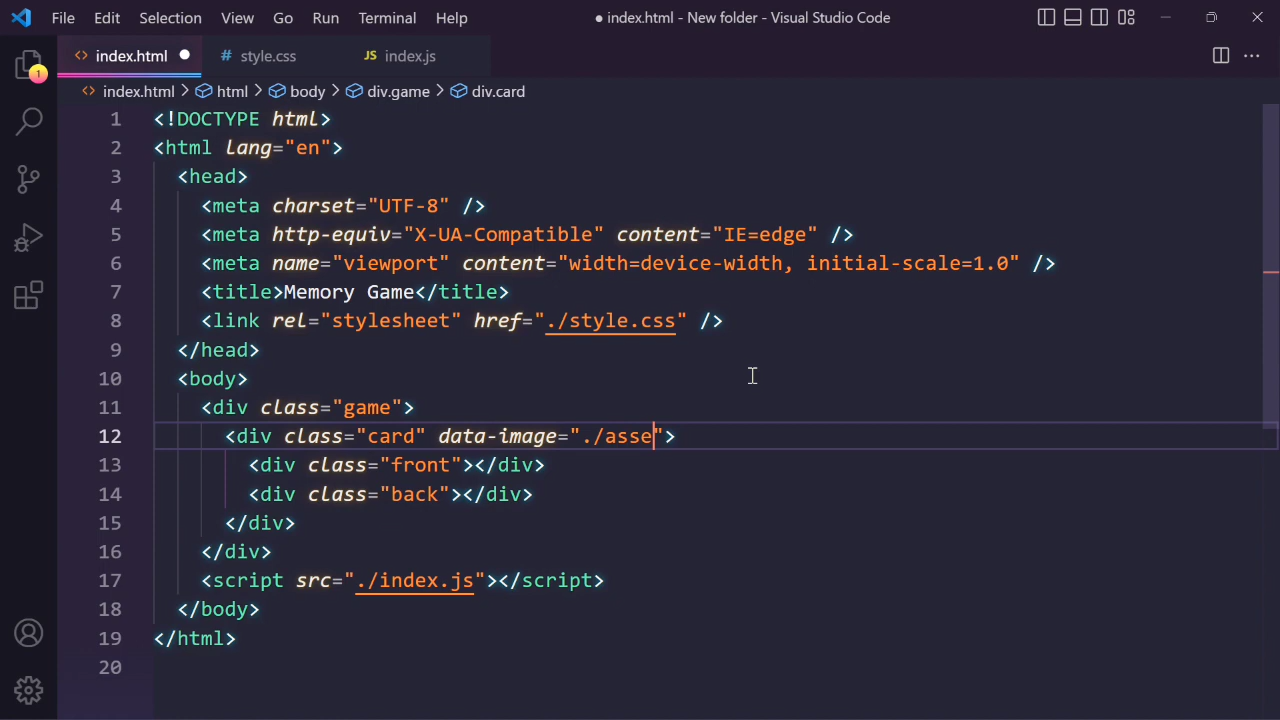 File Edit Selection View Go Run Terminal Help ● index.html - New folder - Visual Studio Code
<> index.html ● # style.css JS index.js ...
1
<> index.html > html > body > div.game > div.card
1 <!DOCTYPE html>
2 <html lang="en">
3 <head>
4 <meta charset="UTF-8" />
5 <meta http-equiv="X-UA-Compatible" content="IE=edge" />
6 <meta name="viewport" content="width=device-width, initial-scale=1.0" />
7 <title>Memory Game</title>
8 <link rel="stylesheet" href="./style.css" />
9 </head>
10 <body>
11 <div class="game">
12 <div class="card" data-image="./asse">
13 <div class="front"></div>
14 <div class="back"></div>
15 </div>
16 </div>
17 <script src="./index.js"></script>
18 </body>
19 </html>
20